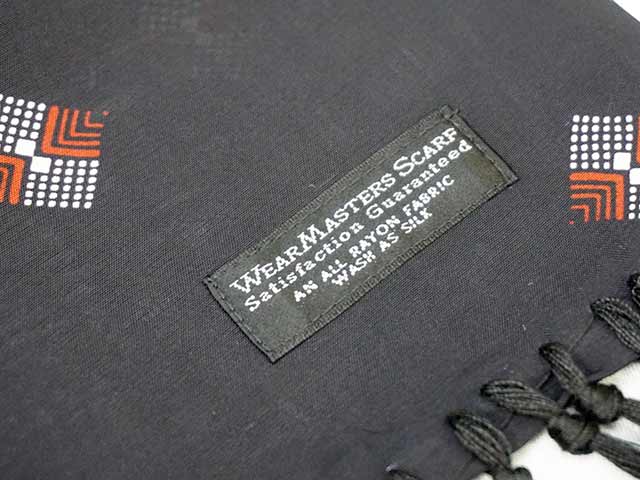 WEARMASTERS SCARF
Satisfaction Guaranteed
AN ALL RAYON FABRIC
WASH AS SILK